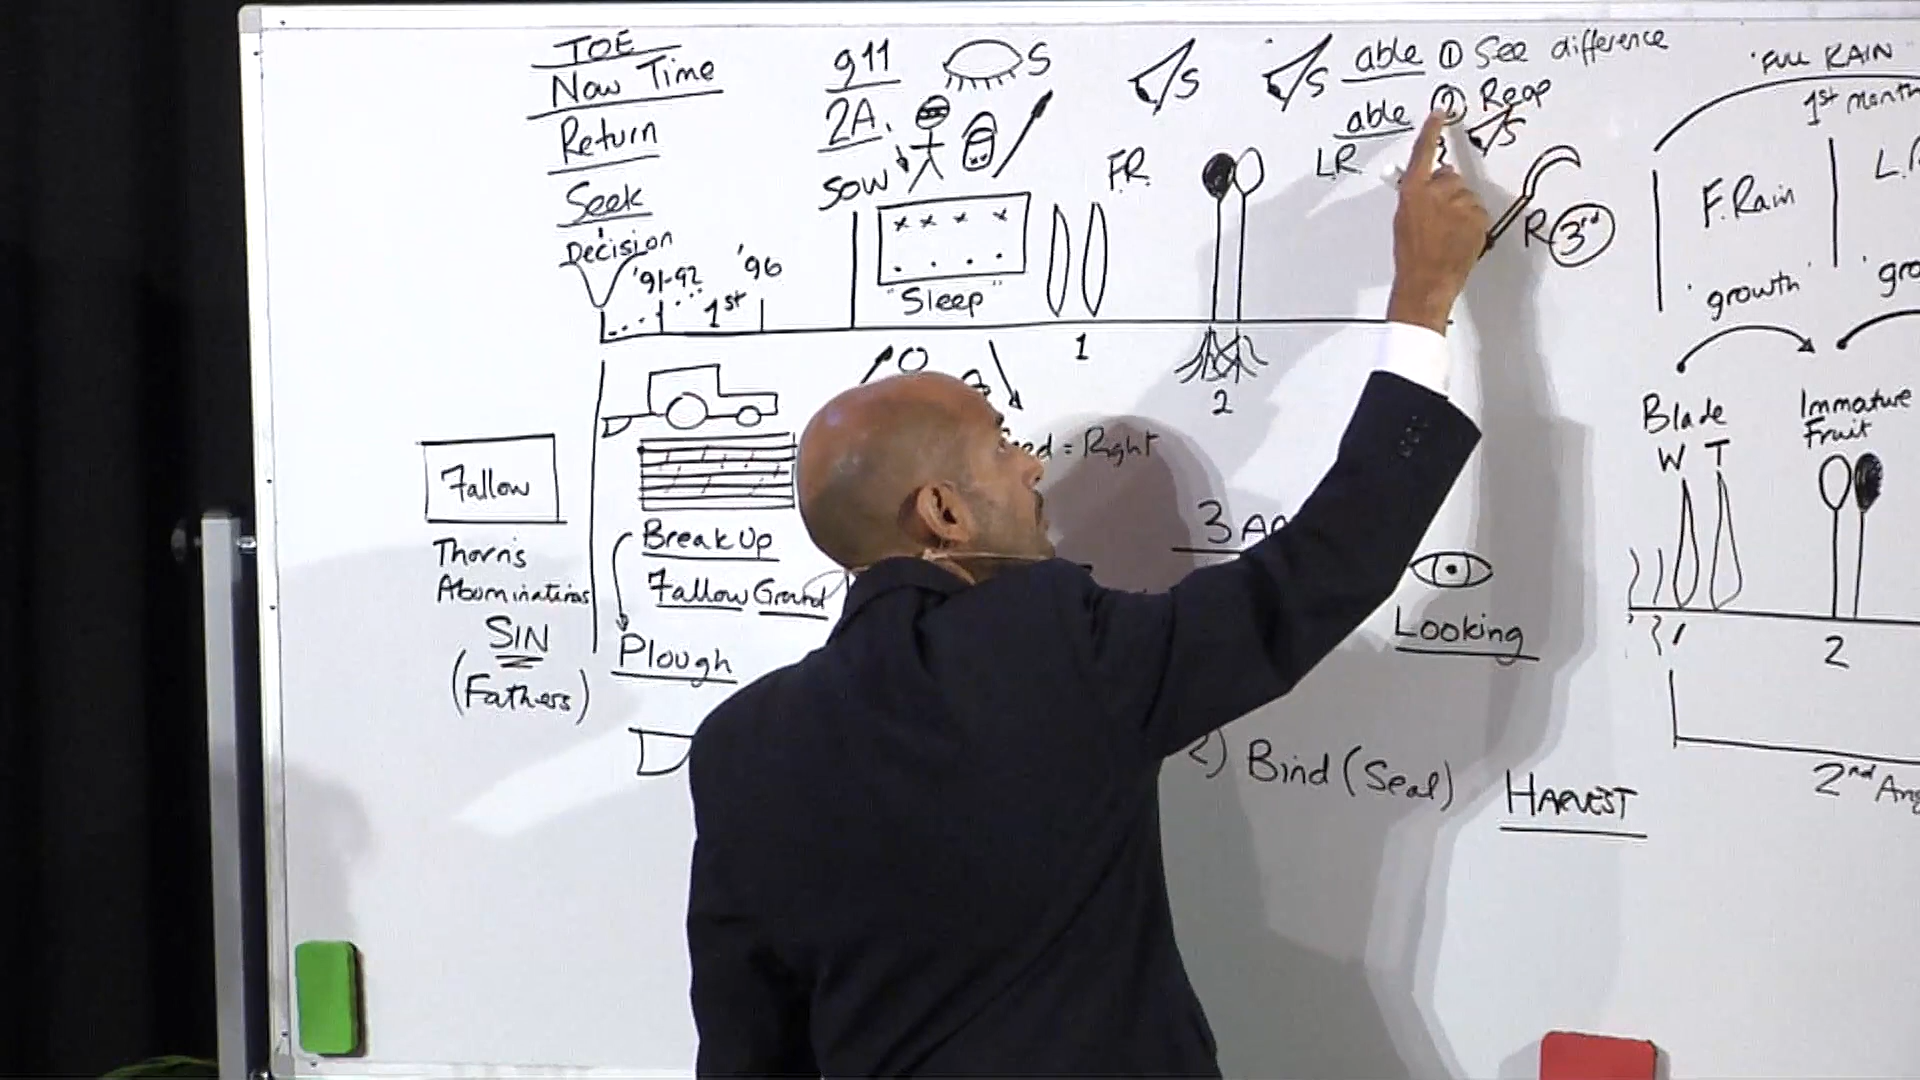 TOE
Now Time
Return
Seek
Decision
'91-92
'96
1st
911
2A.
S
SOW
"Sleep"
F.R.
S
S
able ① See difference
able ② Reap
S
L.R.
R 3rd
1
2
Fallow
Thorns
Abominations
SIN
(Fathers)
Break Up
Fallow Ground
Plough
= Right
3
Looking
2) Bind (Seal)
HARVEST
FULL RAIN
1st Month
F. Rain
growth
Blade
W T
Immature
Fruit
1
2
2nd